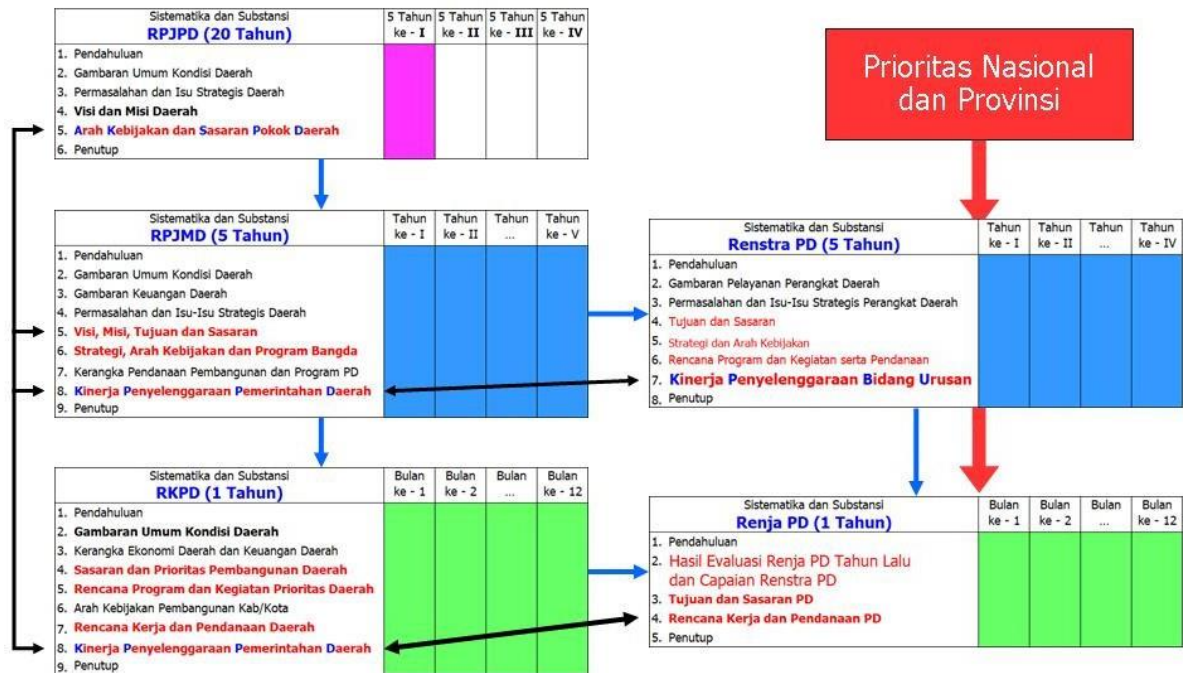 Sistematika dan Substansi
RPJPD (20 Tahun)
5 Tahun ke - I
5 Tahun ke - II
5 Tahun ke - III
5 Tahun ke - IV
1. Pendahuluan
2. Gambaran Umum Kondisi Daerah
3. Permasalahan dan Isu Strategis Daerah
4. Visi dan Misi Daerah
5. Arah Kebijakan dan Sasaran Pokok Daerah
6. Penutup
Prioritas Nasional
dan Provinsi
Sistematika dan Substansi
RPJMD (5 Tahun)
Tahun ke - I
Tahun ke - II
Tahun ...
Tahun ke - V
1. Pendahuluan
2. Gambaran Umum Kondisi Daerah
3. Gambaran Keuangan Daerah
4. Permasalahan dan Isu-Isu Strategis Daerah
5. Visi, Misi, Tujuan dan Sasaran
6. Strategi, Arah Kebijakan dan Program Bangda
7. Kerangka Pendanaan Pembangunan dan Program PD
8. Kinerja Penyelenggaraan Pemerintahan Daerah
9. Penutup
Sistematika dan Substansi
Renstra PD (5 Tahun)
Tahun ke - I
Tahun ke - II
Tahun ...
Tahun ke - IV
1. Pendahuluan
2. Gambaran Pelayanan Perangkat Daerah
3. Permasalahan dan Isu-Isu Strategis Perangkat Daerah
4. Tujuan dan Sasaran
5. Strategi dan Arah Kebijakan
6. Rencana Program dan Kegiatan serta Pendanaan
7. Kinerja Penyelenggaraan Bidang Urusan
8. Penutup
Sistematika dan Substansi
RKPD (1 Tahun)
Bulan ke - 1
Bulan ke - 2
Bulan ...
Bulan ke - 12
1. Pendahuluan
2. Gambaran Umum Kondisi Daerah
3. Kerangka Ekonomi Daerah dan Keuangan Daerah
4. Sasaran dan Prioritas Pembangunan Daerah
5. Rencana Program dan Kegiatan Prioritas Daerah
6. Arah Kebijakan Pembangunan Kab/Kota
7. Rencana Kerja dan Pendanaan Daerah
8. Kinerja Penyelenggaraan Pemerintahan Daerah
9. Penutup
Sistematika dan Substansi
Renja PD (1 Tahun)
Bulan ke - 1
Bulan ke - 2
Bulan ...
Bulan ke - 12
1. Pendahuluan
2. Hasil Evaluasi Renja PD Tahun Lalu
dan Capaian Renstra PD
3. Tujuan dan Sasaran PD
4. Rencana Kerja dan Pendanaan PD
5. Penutup